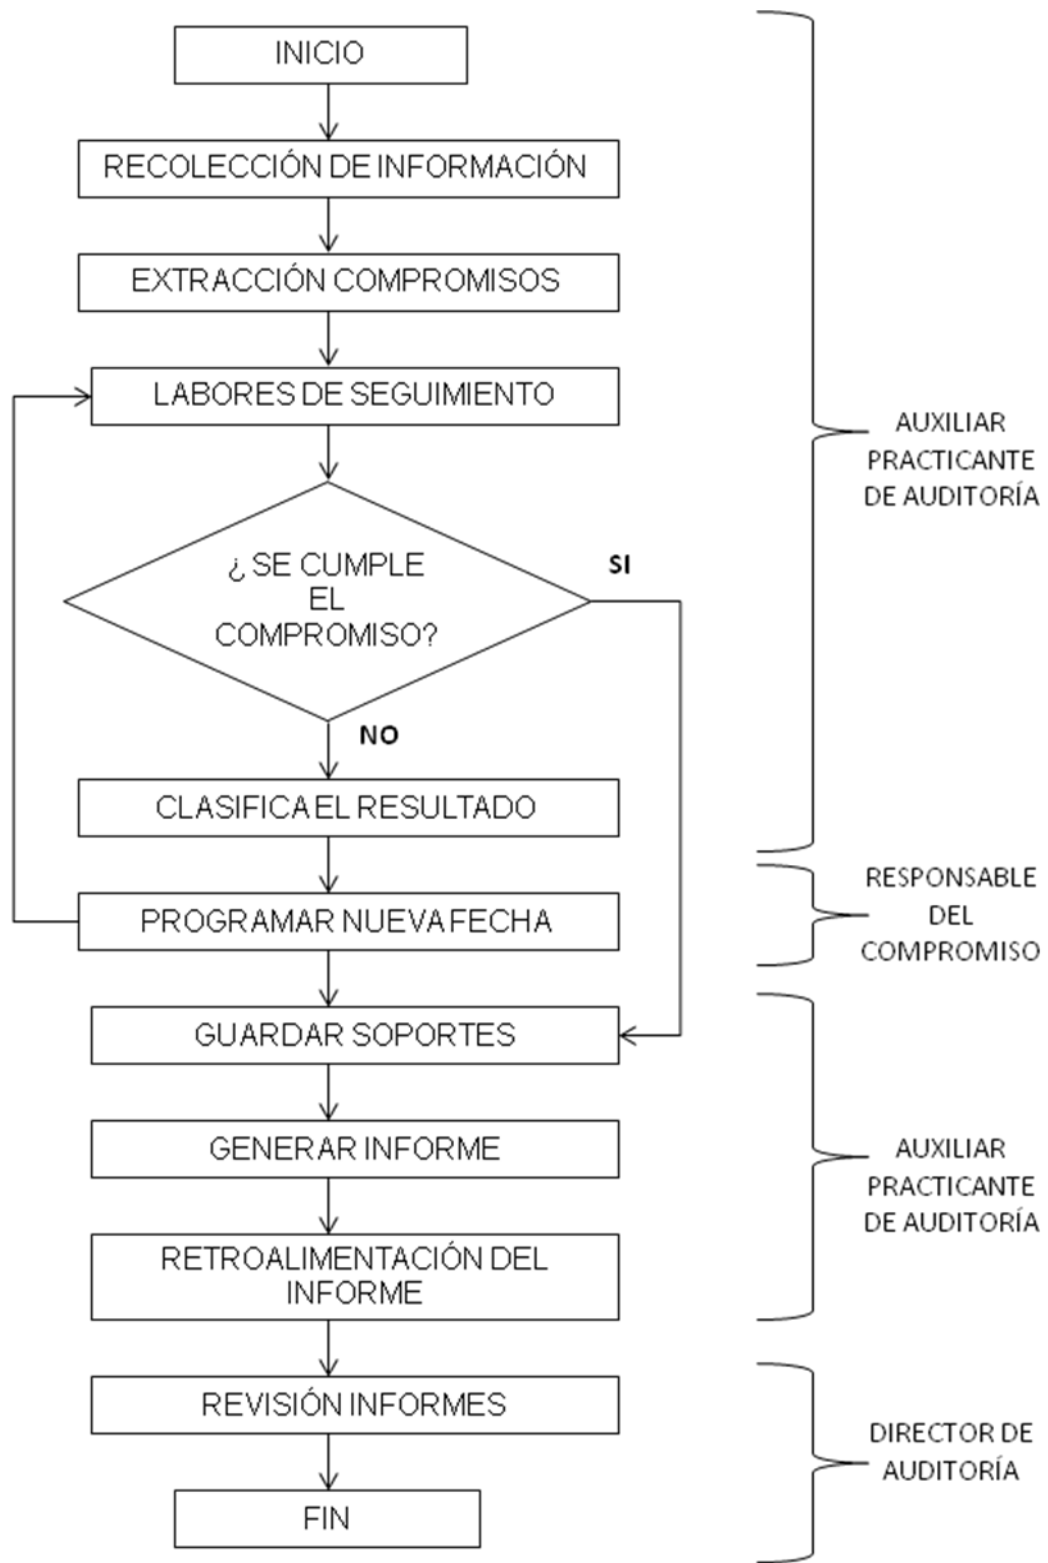 INICIO
RECOLECCIÓN DE INFORMACIÓN
EXTRACCIÓN COMPROMISOS
LABORES DE SEGUIMIENTO
¿ SE CUMPLE
EL
COMPROMISO?
SI
NO
CLASIFICA EL RESULTADO
PROGRAMAR NUEVA FECHA
GUARDAR SOPORTES
GENERAR INFORME
RETROALIMENTACIÓN DEL
INFORME
REVISIÓN INFORMES
FIN
AUXILIAR
PRACTICANTE
DE AUDITORÍA
RESPONSABLE
DEL
COMPROMISO
AUXILIAR
PRACTICANTE
DE AUDITORÍA
DIRECTOR DE
AUDITORÍA